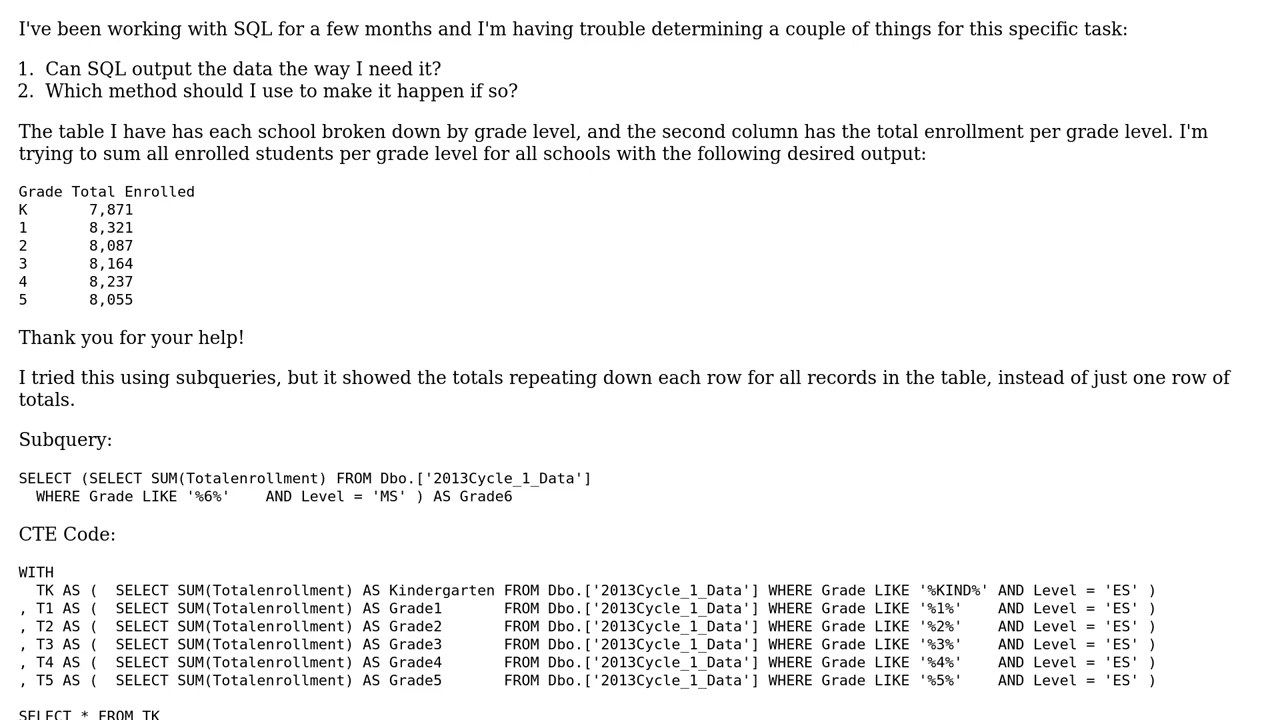 I've been working with SQL for a few months and I'm having trouble determining a couple of things for this specific task:
1. Can SQL output the data the way I need it?
2. Which method should I use to make it happen if so?
The table I have has each school broken down by grade level, and the second column has the total enrollment per grade level. I'm
trying to sum all enrolled students per grade level for all schools with the following desired output:
Grade Total Enrolled
K       7,871
1       8,321
2       8,087
3       8,164
4       8,237
5       8,055
Thank you for your help!
I tried this using subqueries, but it showed the totals repeating down each row for all records in the table, instead of just one row of
totals.
Subquery:
SELECT (SELECT SUM(Totalenrollment) FROM Dbo.['2013Cycle_1_Data']
  WHERE Grade LIKE '%6%'    AND Level = 'MS' ) AS Grade6
CTE Code:
WITH
  TK AS (  SELECT SUM(Totalenrollment) AS Kindergarten FROM Dbo.['2013Cycle_1_Data'] WHERE Grade LIKE '%KIND%' AND Level = 'ES' )
, T1 AS (  SELECT SUM(Totalenrollment) AS Grade1       FROM Dbo.['2013Cycle_1_Data'] WHERE Grade LIKE '%1%'    AND Level = 'ES' )
, T2 AS (  SELECT SUM(Totalenrollment) AS Grade2       FROM Dbo.['2013Cycle_1_Data'] WHERE Grade LIKE '%2%'    AND Level = 'ES' )
, T3 AS (  SELECT SUM(Totalenrollment) AS Grade3       FROM Dbo.['2013Cycle_1_Data'] WHERE Grade LIKE '%3%'    AND Level = 'ES' )
, T4 AS (  SELECT SUM(Totalenrollment) AS Grade4       FROM Dbo.['2013Cycle_1_Data'] WHERE Grade LIKE '%4%'    AND Level = 'ES' )
, T5 AS (  SELECT SUM(Totalenrollment) AS Grade5       FROM Dbo.['2013Cycle_1_Data'] WHERE Grade LIKE '%5%'    AND Level = 'ES' )
SELECT * FROM TK